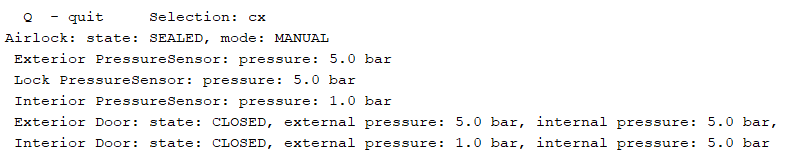 Q - quit Selection: cx
Airlock: state: SEALED, mode: MANUAL
Exterior PressureSensor: pressure: 5.0 bar
Lock PressureSensor: pressure: 5.0 bar
Interior PressureSensor: pressure: 1.0 bar
Exterior Door: state: CLOSED, external pressure: 5.0 bar, internal pressure: 5.0 bar,
Interior Door: state: CLOSED, external pressure: 1.0 bar, internal pressure: 5.0 bar